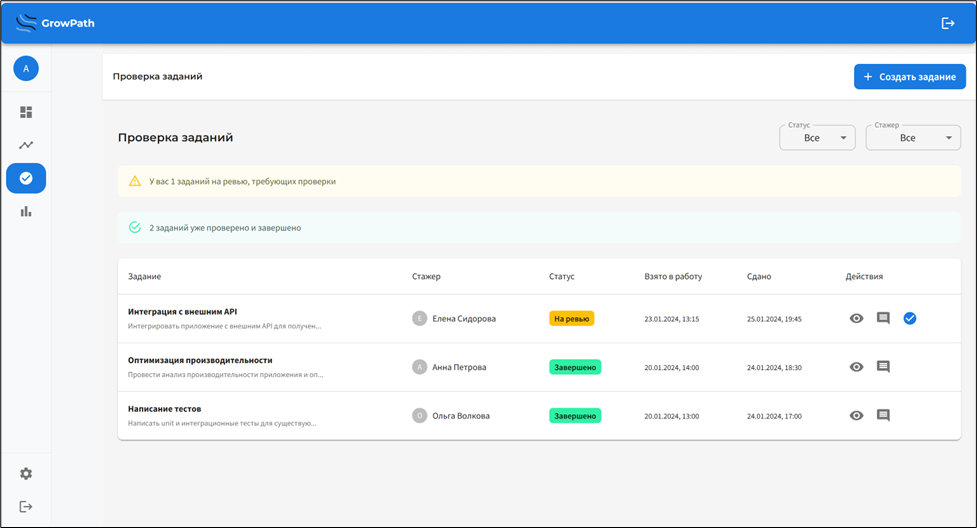 GrowPath
А
Проверка заданий
+ Создать задание
Проверка заданий
Статус
Все
Стажер
Все
У вас 1 заданий на ревью, требующих проверки
2 заданий уже проверено и завершено
Задание Стажер Статус Взято в работу Сдано Действия
Интеграция с внешним API
Интегрировать приложение с внешним API для получен...
Е Елена Сидорова На ревью 23.01.2024, 13:15 25.01.2024, 19:45
Оптимизация производительности
Провести анализ производительности приложения и оп...
А Анна Петрова Завершено 20.01.2024, 14:00 24.01.2024, 18:30
Написание тестов
Написать unit и интеграционные тесты для существую...
О Ольга Волкова Завершено 20.01.2024, 13:00 24.01.2024, 17:00